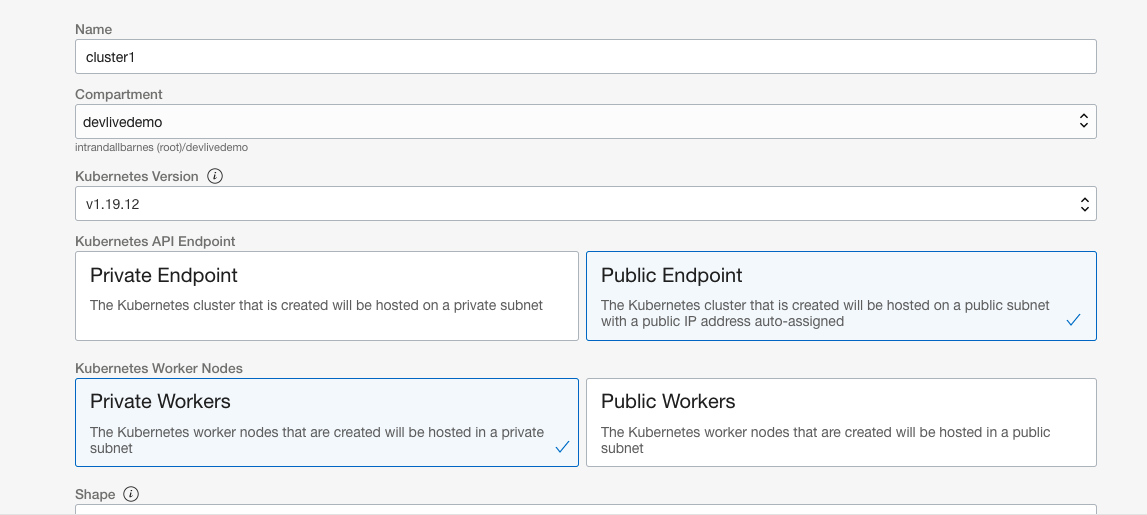 Name
cluster1
Compartment
devlivedemo
intrandallbarnes (root)/devlivedemo
Kubernetes Version
v1.19.12
Kubernetes API Endpoint
Private Endpoint
The Kubernetes cluster that is created will be hosted on a private subnet
Public Endpoint
The Kubernetes cluster that is created will be hosted on a public subnet
with a public IP address auto-assigned
Kubernetes Worker Nodes
Private Workers
The Kubernetes worker nodes that are created will be hosted in a private
subnet
Public Workers
The Kubernetes worker nodes that are created will be hosted in a public
subnet
Shape